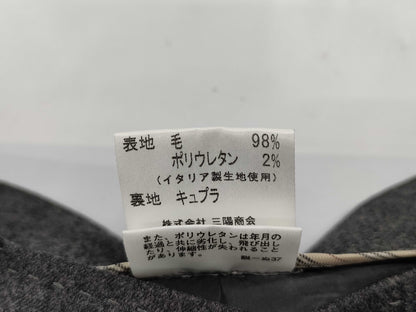 表地 毛 98%
ポリウレタン 2%
(イタリア製生地使用)
裏地 キュプラ
株式会社 三陽商会
また、ポリウレタンは年月の
経過と共に劣化し、飛び出し
たり、伸縮性が失われること
があります。